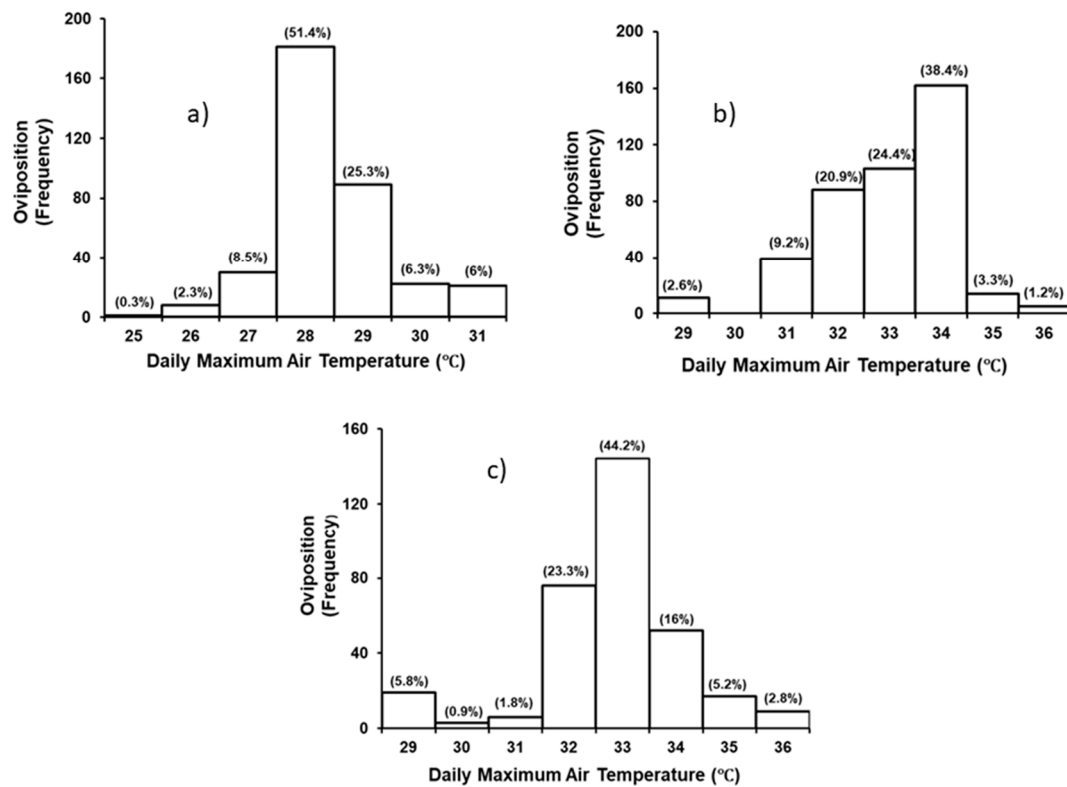 a)
Oviposition
(Frequency)
200
160
120
80
40
0
(0.3%) (2.3%) (8.5%) (51.4%) (25.3%) (6.3%) (6%)
25 26 27 28 29 30 31
Daily Maximum Air Temperature (°C)
b)
Oviposition
(Frequency)
200
160
120
80
40
0
(2.6%) (9.2%) (20.9%) (24.4%) (38.4%) (3.3%) (1.2%)
29 30 31 32 33 34 35 36
Daily Maximum Air Temperature (°C)
c)
Oviposition
(Frequency)
160
120
80
40
0
(5.8%) (0.9%) (1.8%) (23.3%) (44.2%) (16%) (5.2%) (2.8%)
29 30 31 32 33 34 35 36
Daily Maximum Air Temperature (°C)